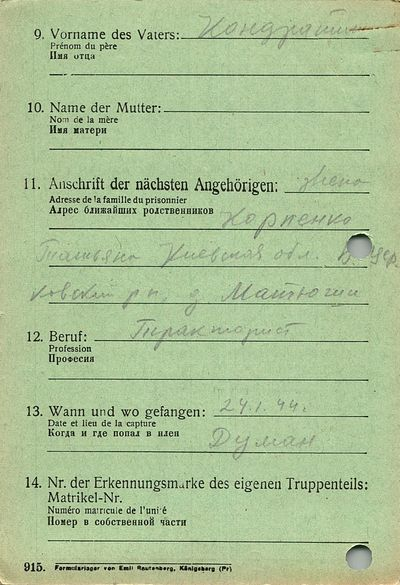 9. Vorname des Vaters: Кондратий
Prénom du père
Имя отца
10. Name der Mutter:
Nom de la mère
Имя матери
11. Anschrift der nächsten Angehörigen: жена
Adresse de la famille du prisonnier
Адрес ближайших родственников Карпенко
Татьяна Киевская обл.
р-н, д. Матюши
12. Beruf: Тракторист
Profession
Професия
13. Wann und wo gefangen: 24.1.44.
Date et lieu de la capture
Когда и где попал в плен Думан
14. Nr. der Erkennungsmarke des eigenen Truppenteils:
Matrikel-Nr.
Numéro matricule de l'unité
Номер в собственной части
915. Formularlager von Emil Rautenberg, Königsberg (Pr)